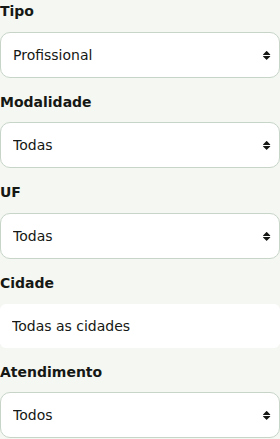 Tipo
Profissional
Modalidade
Todas
UF
Todas
Cidade
Todas as cidades
Atendimento
Todos